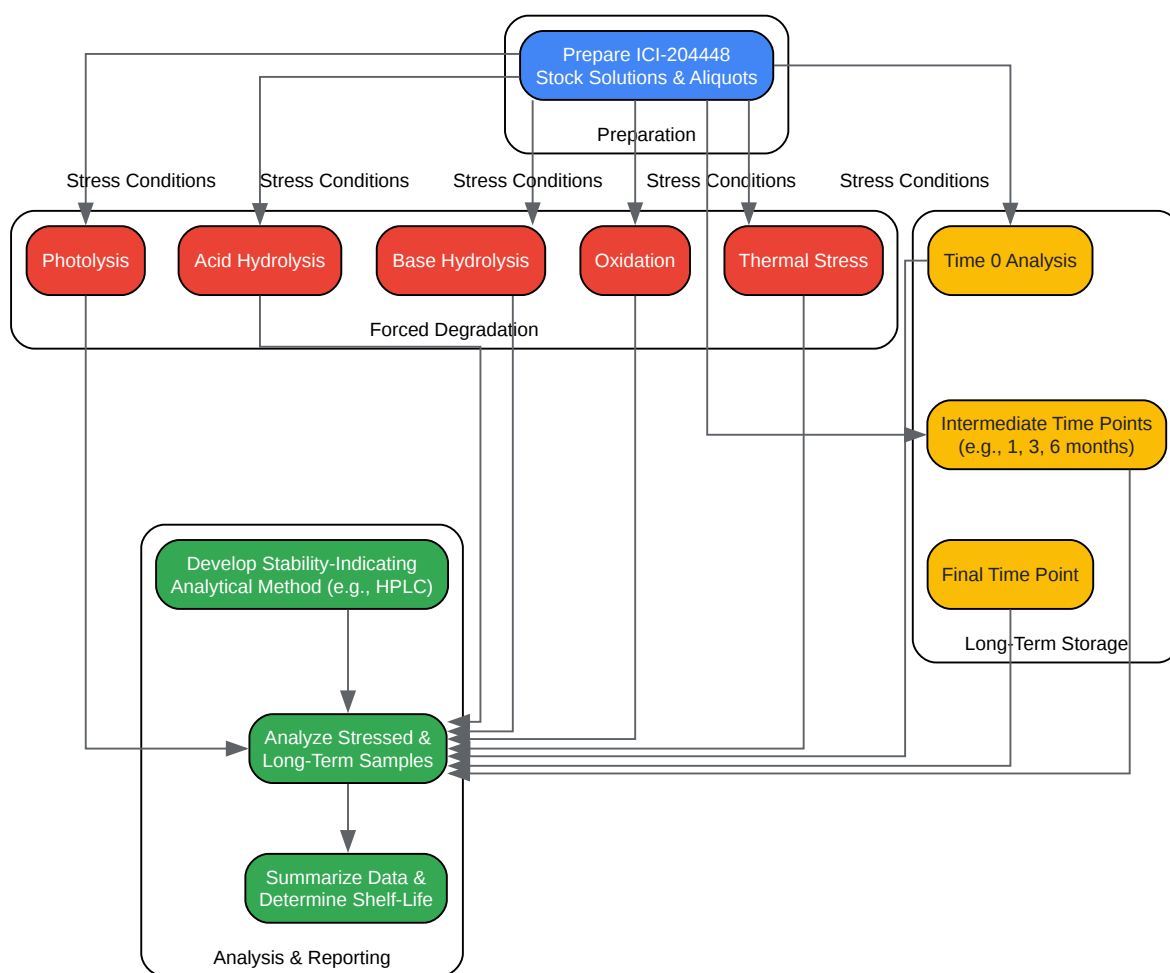 Prepare ICI-204448
Stock Solutions & Aliquots
Preparation
Stress Conditions
Stress Conditions
Stress Conditions
Stress Conditions
Stress Conditions
Photolysis
Acid Hydrolysis
Base Hydrolysis
Oxidation
Thermal Stress
Time 0 Analysis
Forced Degradation
Intermediate Time Points
(e.g., 1, 3, 6 months)
Develop Stability-Indicating
Analytical Method (e.g., HPLC)
Final Time Point
Long-Term Storage
Analyze Stressed &
Long-Term Samples
Summarize Data &
Determine Shelf-Life
Analysis & Reporting